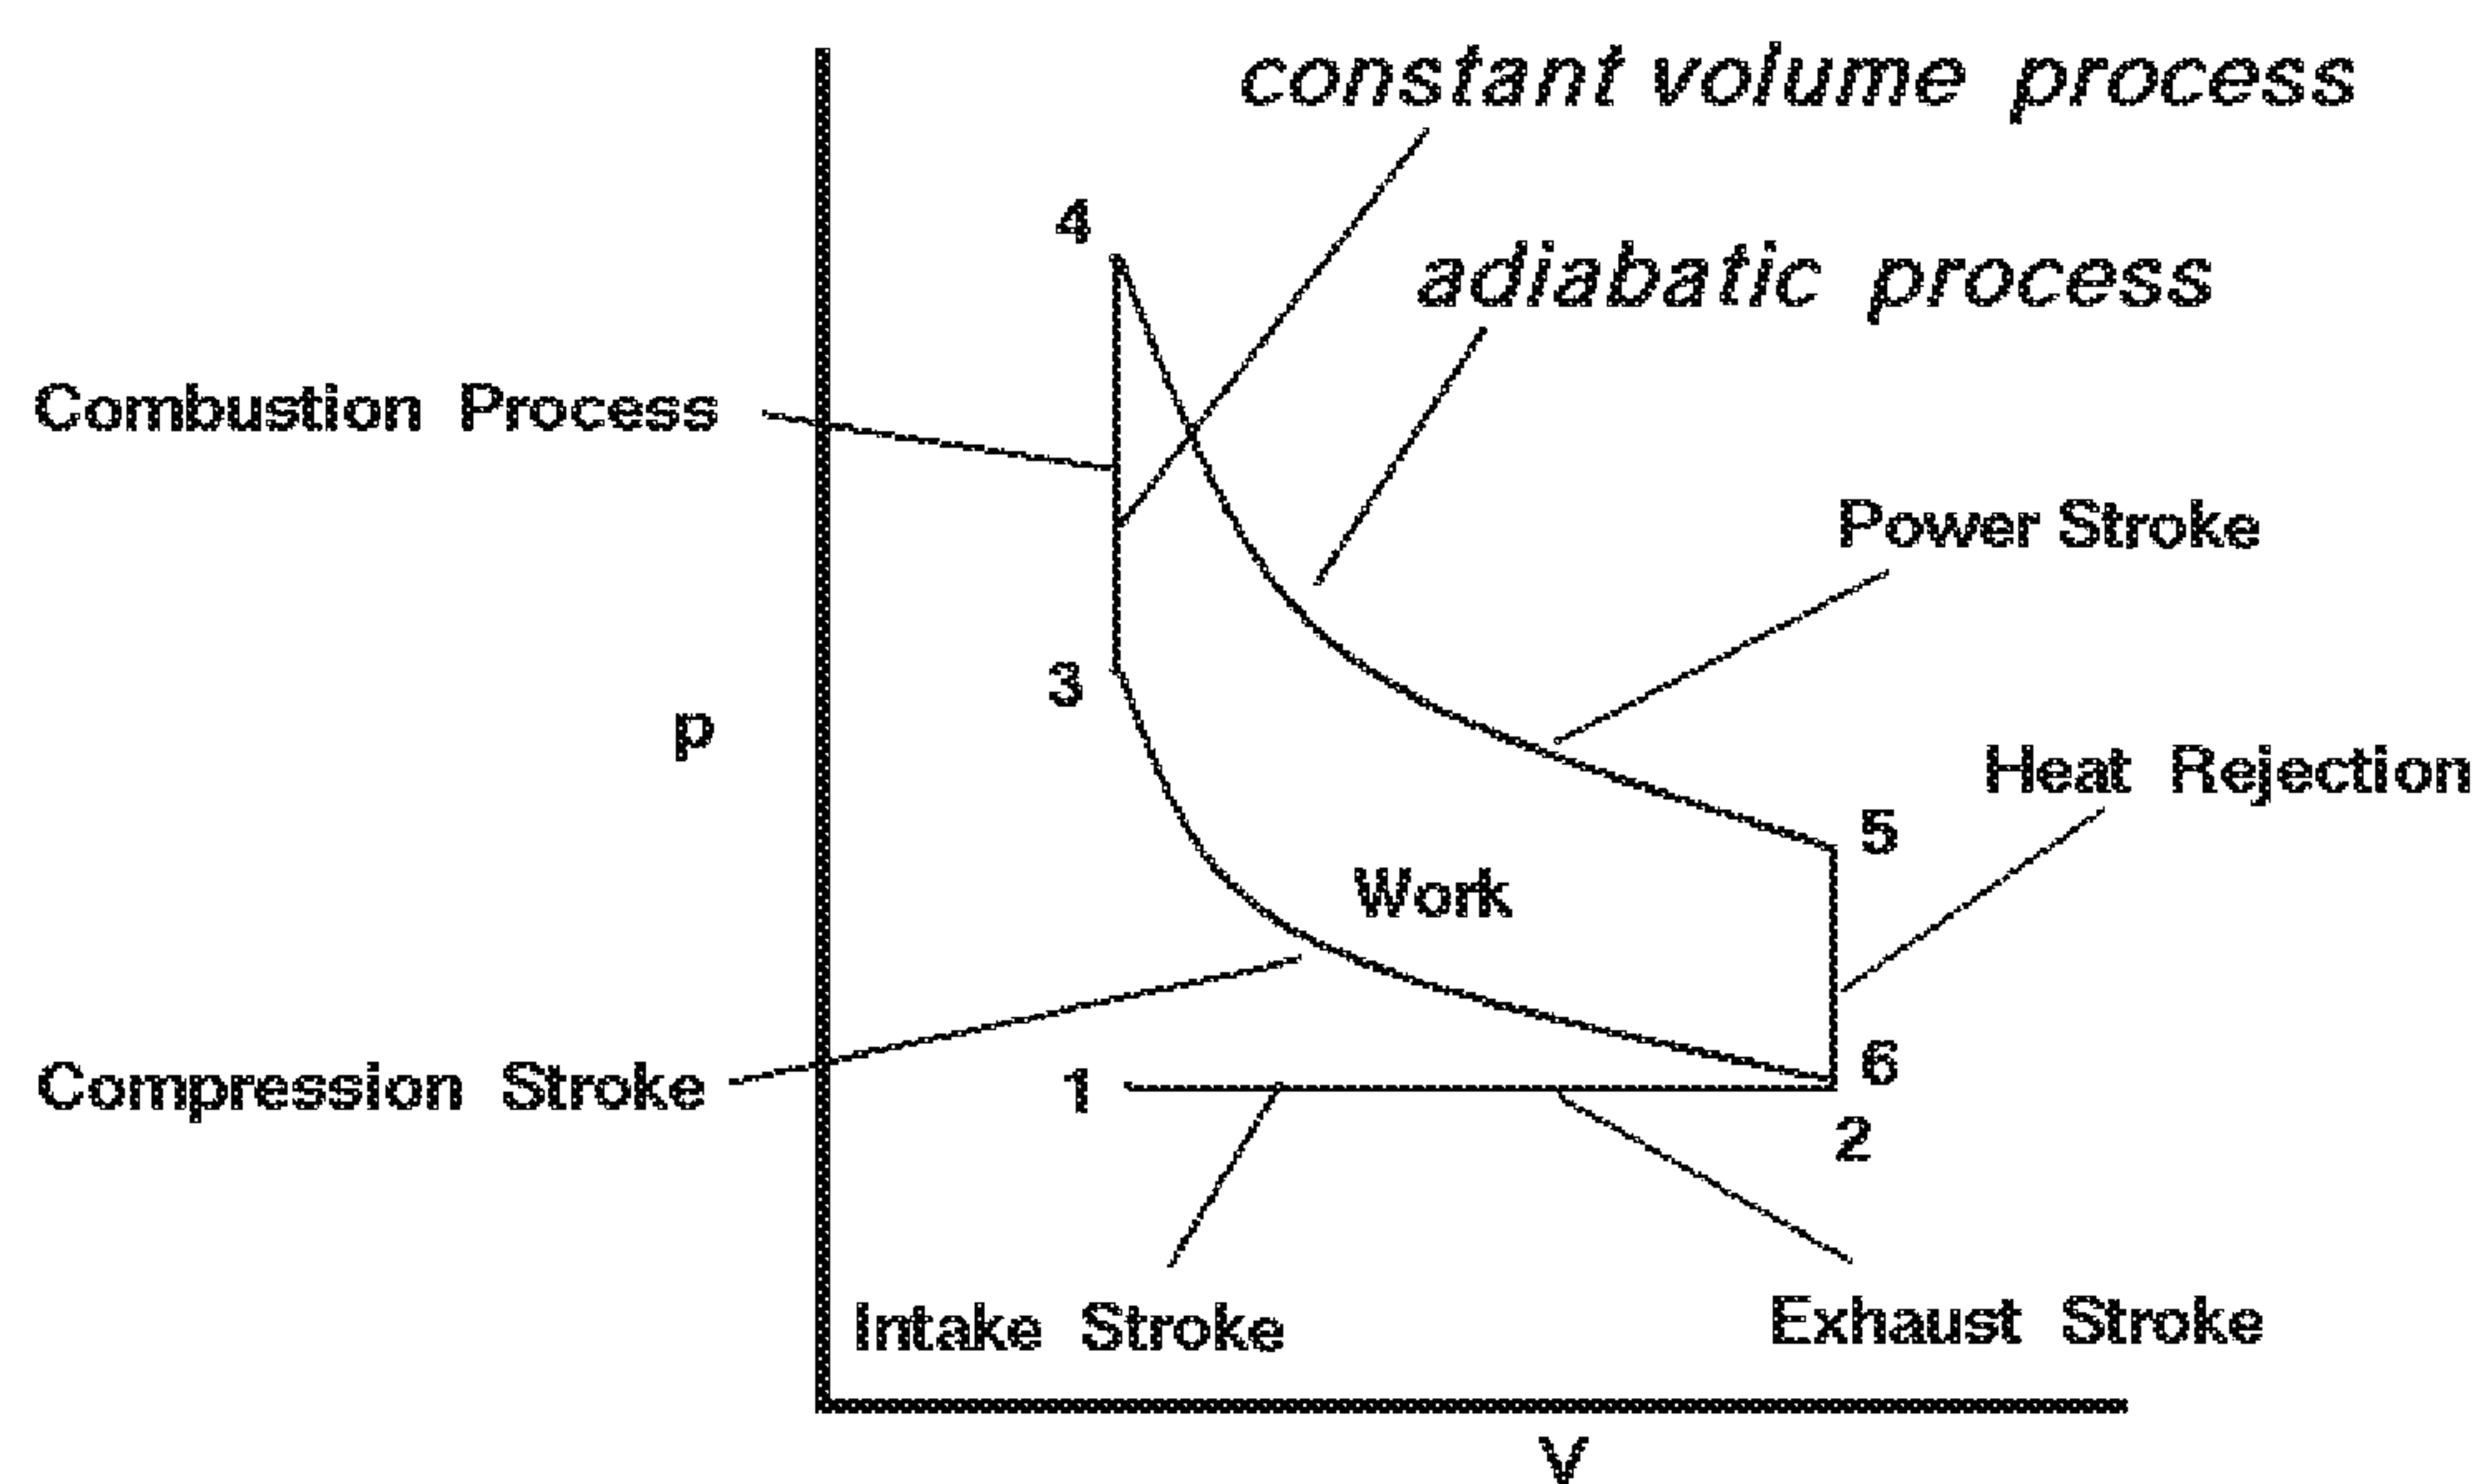 constant volume process
4
adiabatic process
Combustion Process
Power Stroke
3
p
Heat Rejection
5
Work
6
Compression Stroke
1
2
Intake Stroke
Exhaust Stroke
V